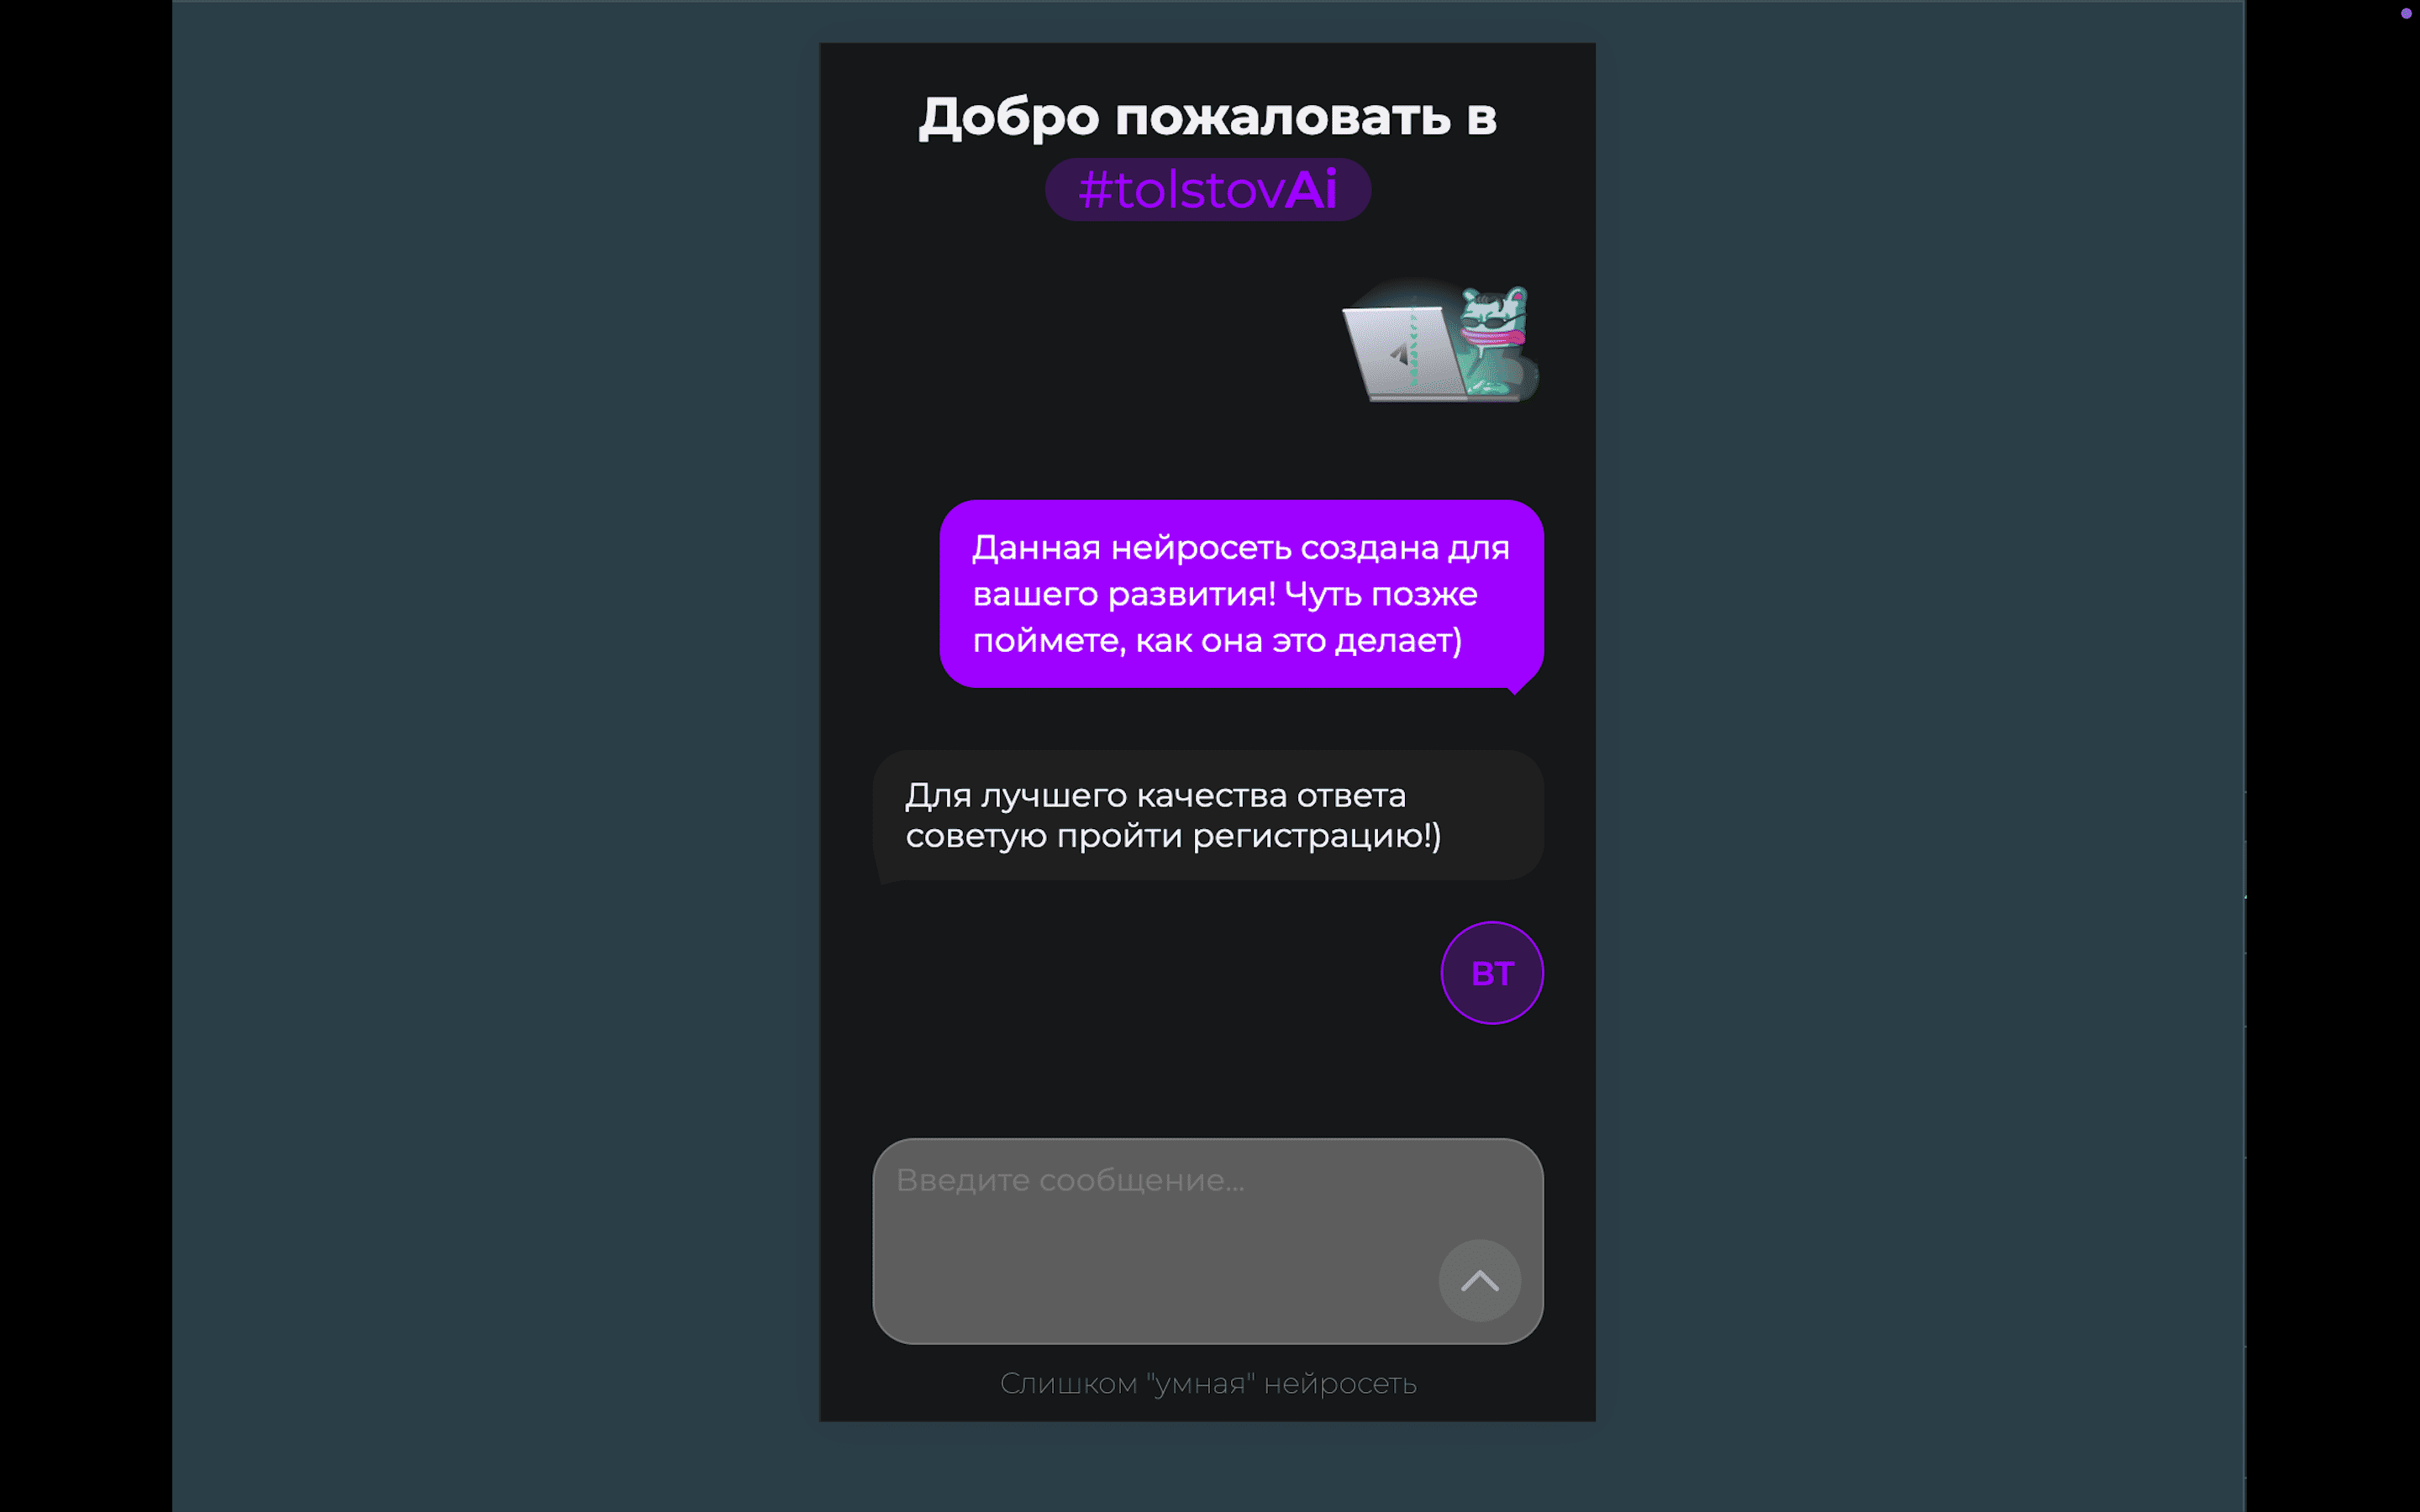 Добро пожаловать в
#tolstovAi
Данная нейросеть создана для
вашего развития! Чуть позже
поймете, как она это делает)
Для лучшего качества ответа
советую пройти регистрацию!)
ВТ
Введите сообщение...
Слишком "умная" нейросеть